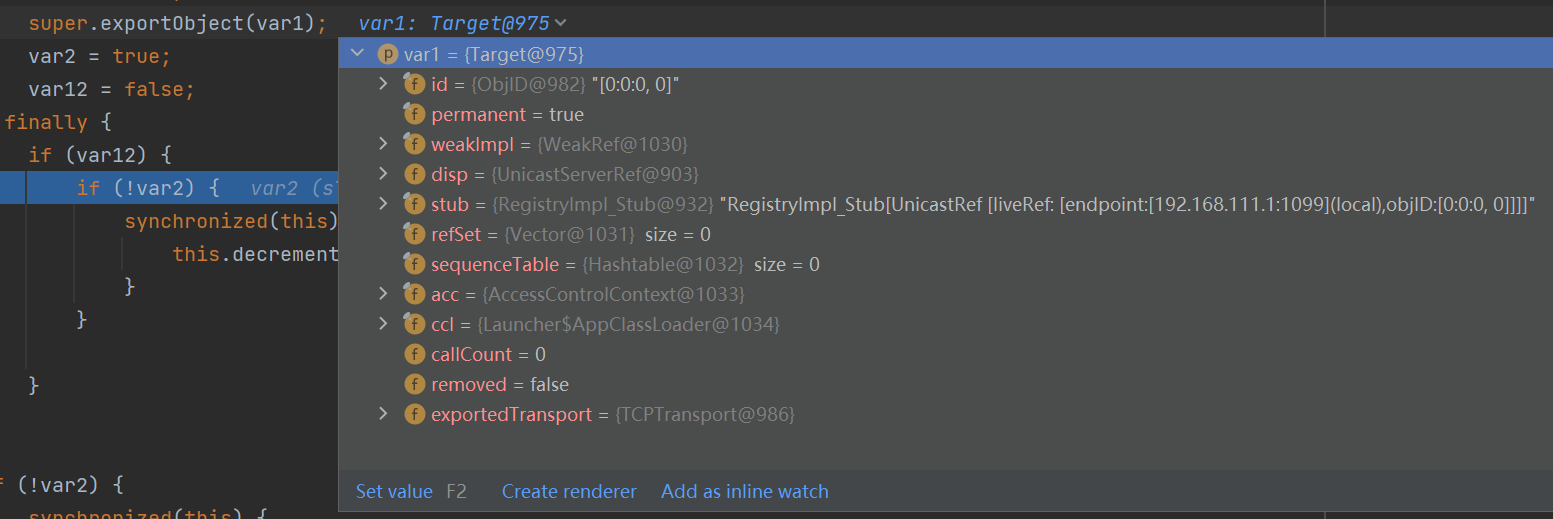 super.exportObject(var1); var1: Target@975
var2 = true;
var12 = false;
finally {
if (var12) {
if (!var2) { var2 (s
synchronized(this)
this.decrement
}
}
}
(!var2) {
synchronized(this) {
p var1 = {Target@975}
f id = {ObjID@982} "[0:0:0, 0]"
f permanent = true
f weakImpl = {WeakRef@1030}
f disp = {UnicastServerRef@903}
f stub = {RegistryImpl_Stub@932} "RegistryImpl_Stub[UnicastRef [liveRef: [endpoint:[192.168.111.1:1099](local),objID:[0:0:0, 0]]]]"
f refSet = {Vector@1031} size = 0
f sequenceTable = {Hashtable@1032} size = 0
f acc = {AccessControlContext@1033}
f ccl = {Launcher$AppClassLoader@1034}
f callCount = 0
f removed = false
f exportedTransport = {TCPTransport@986}
Set value F2 Create renderer Add as inline watch